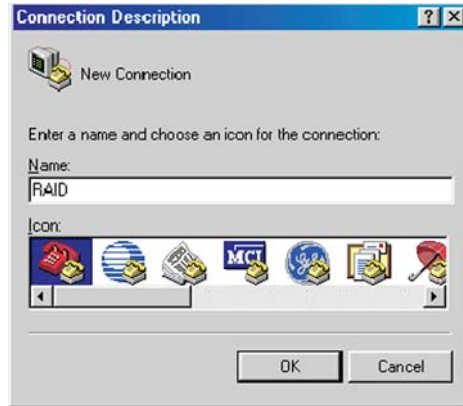 Connection Description
New Connection
Enter a name and choose an icon for the connection:
Name:
RAID
Icon:
MCI
OK
Cancel